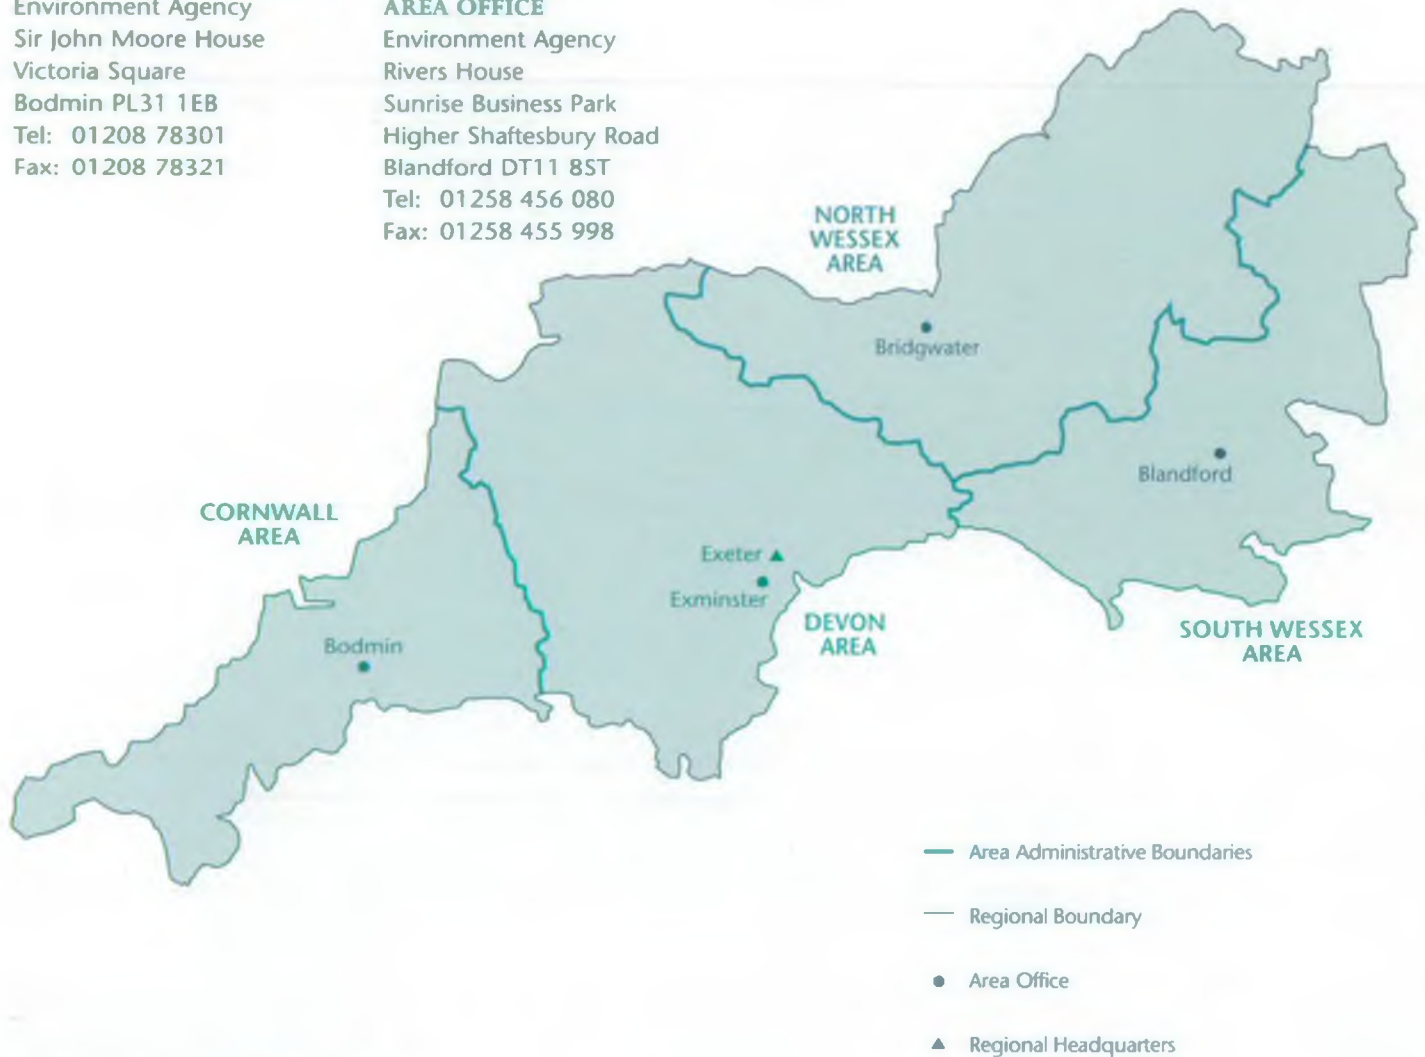 Environment Agency
Sir John Moore House
Victoria Square
Bodmin PL31 1EB
Tel: 01208 78301
Fax: 01208 78321
AREA OFFICE
Environment Agency
Rivers House
Sunrise Business Park
Higher Shaftesbury Road
Blandford DT11 8ST
Tel: 01258 456 080
Fax: 01258 455 998
NORTH
WESSEX
AREA
Bridgwater
Blandford
CORNWALL
AREA
Exeter
Exminster
DEVON
AREA
SOUTH WESSEX
AREA
Bodmin
Area Administrative Boundaries
Regional Boundary
Area Office
Regional Headquarters